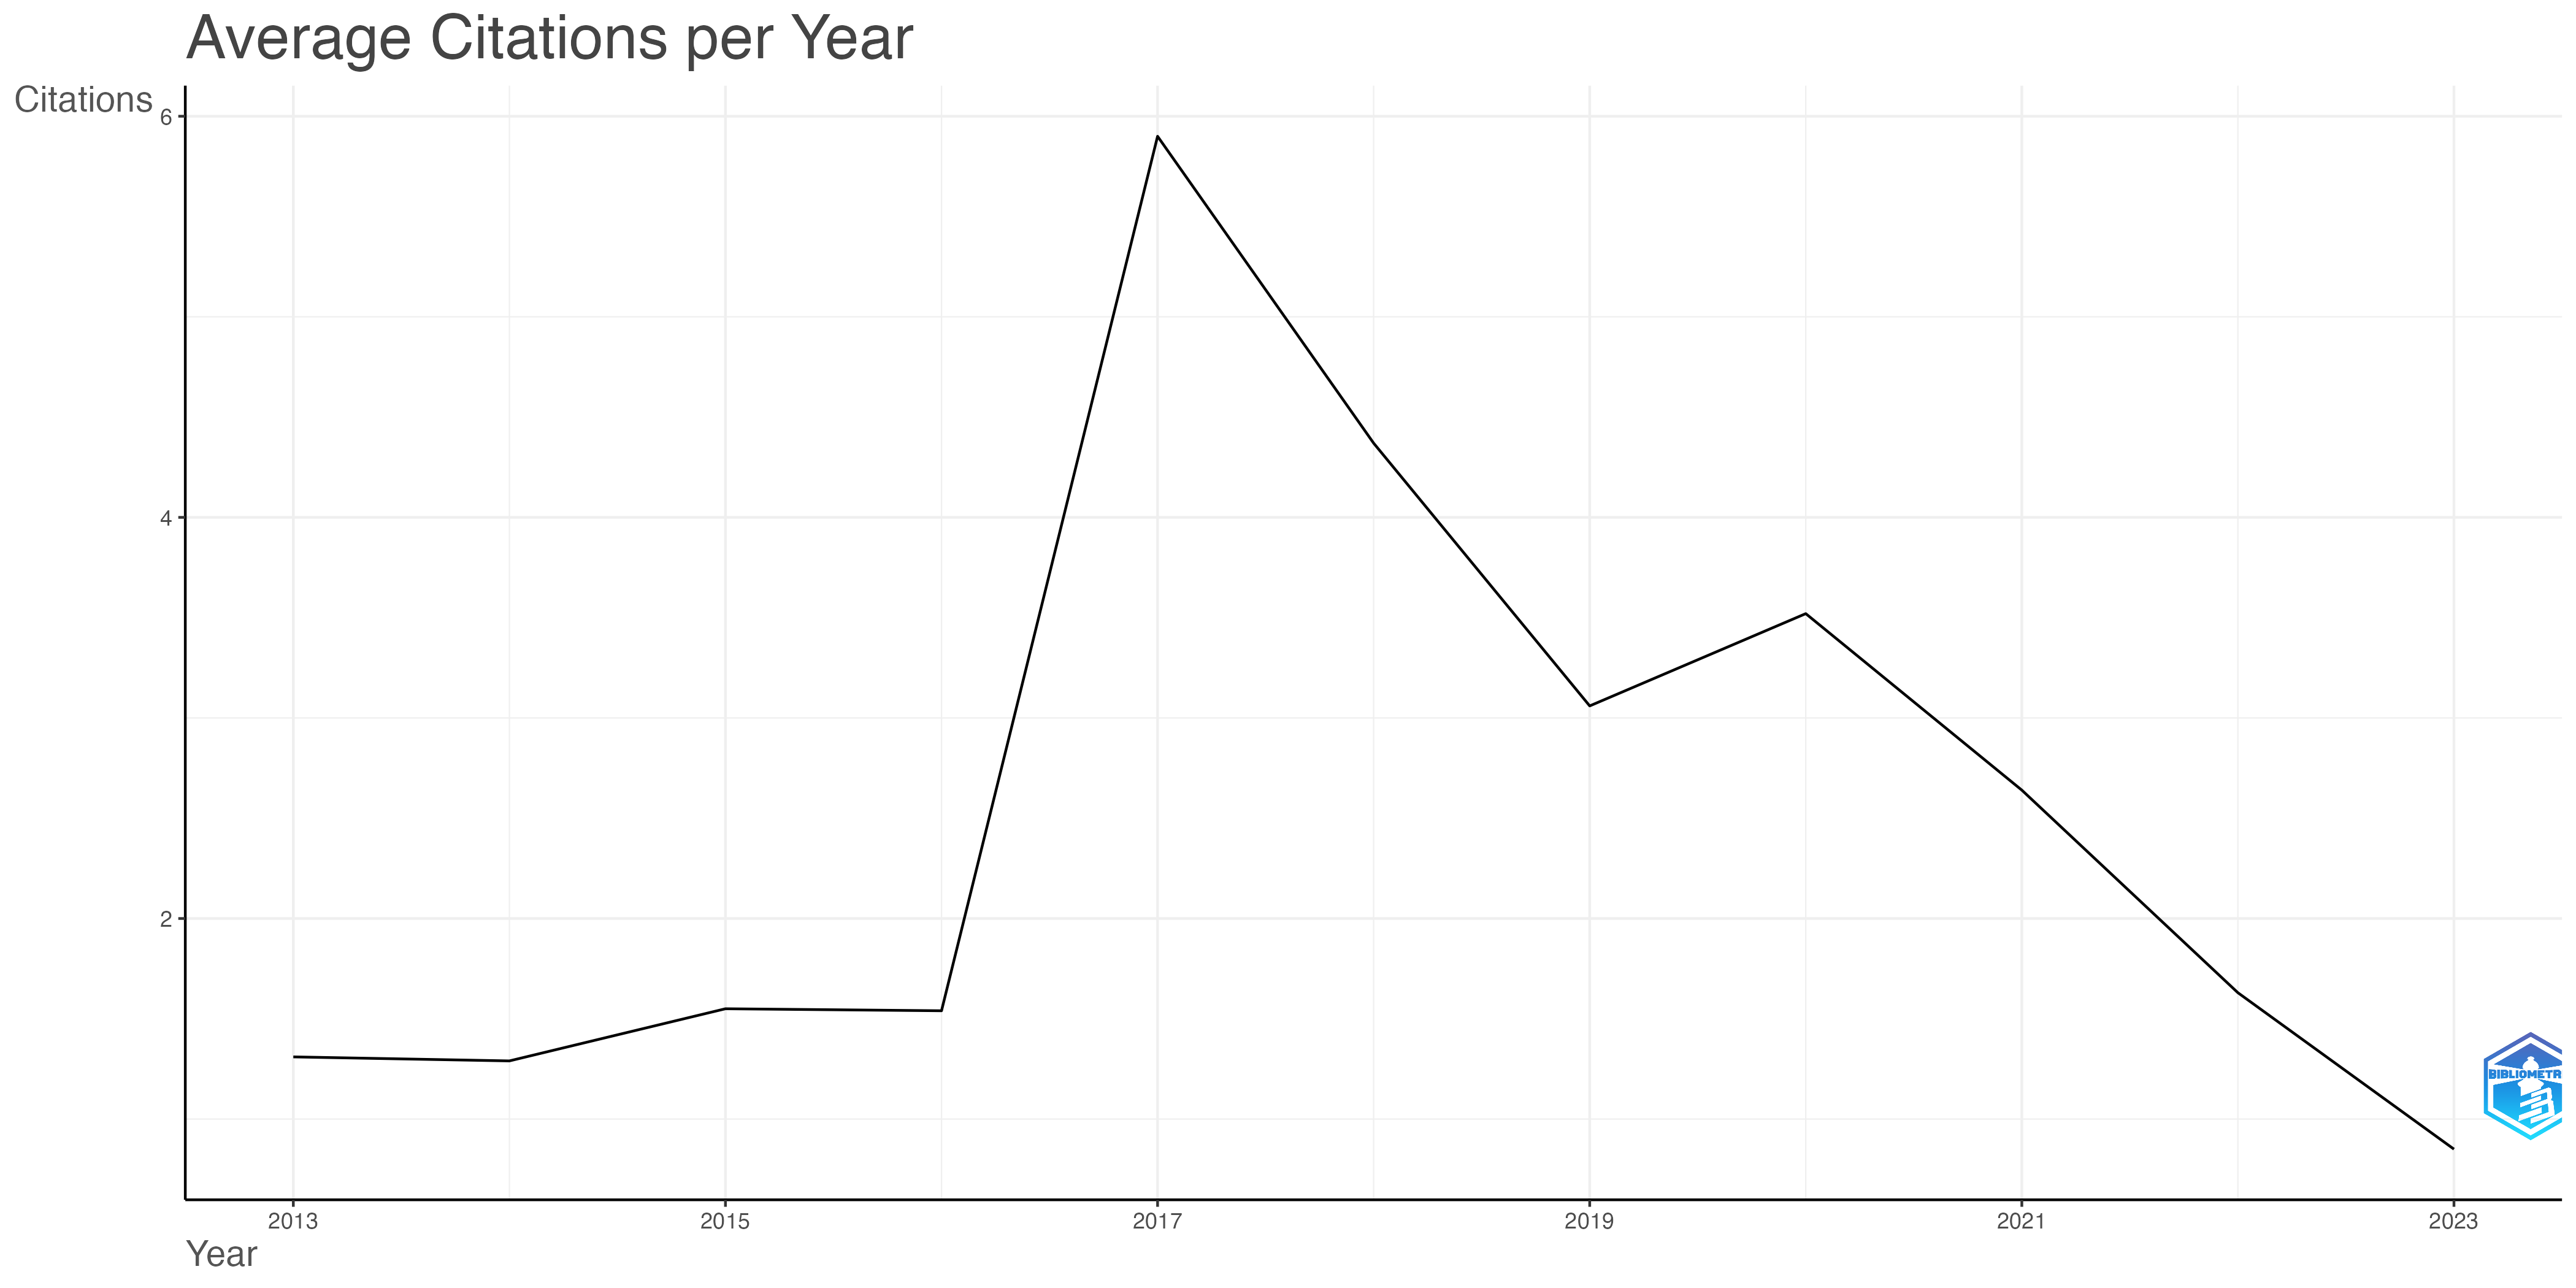 Average Citations per Year
Citations
6
4
2
2013 2015 2017 2019 2021 2023
Year
BIBLIOMETR